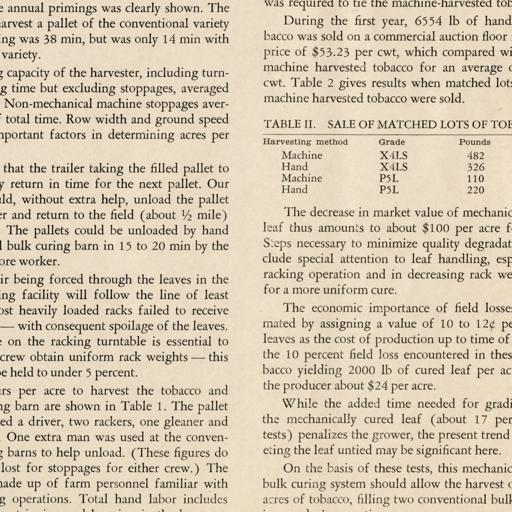 e annual primings was clearly shown. The
arvest a pallet of the conventional variety
ing was 38 min, but was only 14 min with
variety.
g capacity of the harvester, including turn-
g time but excluding stoppages, averaged
Non-mechanical machine stoppages aver-
f total time. Row width and ground speed
mportant factors in determining acres per
that the trailer taking the filled pallet to
y return in time for the next pallet. Our
uld, without extra help, unload the pallet
er and return to the field (about ½ mile)
The pallets could be unloaded by hand
l bulk curing barn in 15 to 20 min by the
ore worker.
ir being forced through the leaves in the
ing facility will follow the line of least
ost heavily loaded racks failed to receive
— with consequent spoilage of the leaves.
e on the racking turntable is essential to
crew obtain uniform rack weights — this
be held to under 5 percent.
urs per acre to harvest the tobacco and
ng barn are shown in Table 1. The pallet
ed a driver, two rackers, one gleaner and
One extra man was used at the conven-
g barns to help unload. (These figures do
lost for stoppages for either crew.) The
made up of farm personnel familiar with
g operations. Total hand labor includes
was required to tie the machine-harvested tob
During the first year, 6554 lb of hand
bacco was sold on a commercial auction floor
price of $53.23 per cwt, which compared wi
machine harvested tobacco for an average o
cwt. Table 2 gives results when matched lots
machine harvested tobacco were sold.
TABLE II. SALE OF MATCHED LOTS OF TOB
Harvesting method Grade Pounds
Machine X4LS 482
Hand X4LS 326
Machine P5L 110
Hand P5L 220
The decrease in market value of mechanic
leaf thus amounts to about $100 per acre f
Steps necessary to minimize quality degradat
clude special attention to leaf handling, esp
racking operation and in decreasing rack we
for a more uniform cure.
The economic importance of field losse
mated by assigning a value of 10 to 12¢ pe
leaves as the cost of production up to time of
the 10 percent field loss encountered in thes
bacco yielding 2000 lb of cured leaf per ac
the producer about $24 per acre.
While the added time needed for gradi
the mechanically cured leaf (about 17 per
tests) penalizes the grower, the present trend
eting the leaf untied may be significant here.
On the basis of these tests, this mechanic
bulk curing system should allow the harvest o
acres of tobacco, filling two conventional bulk